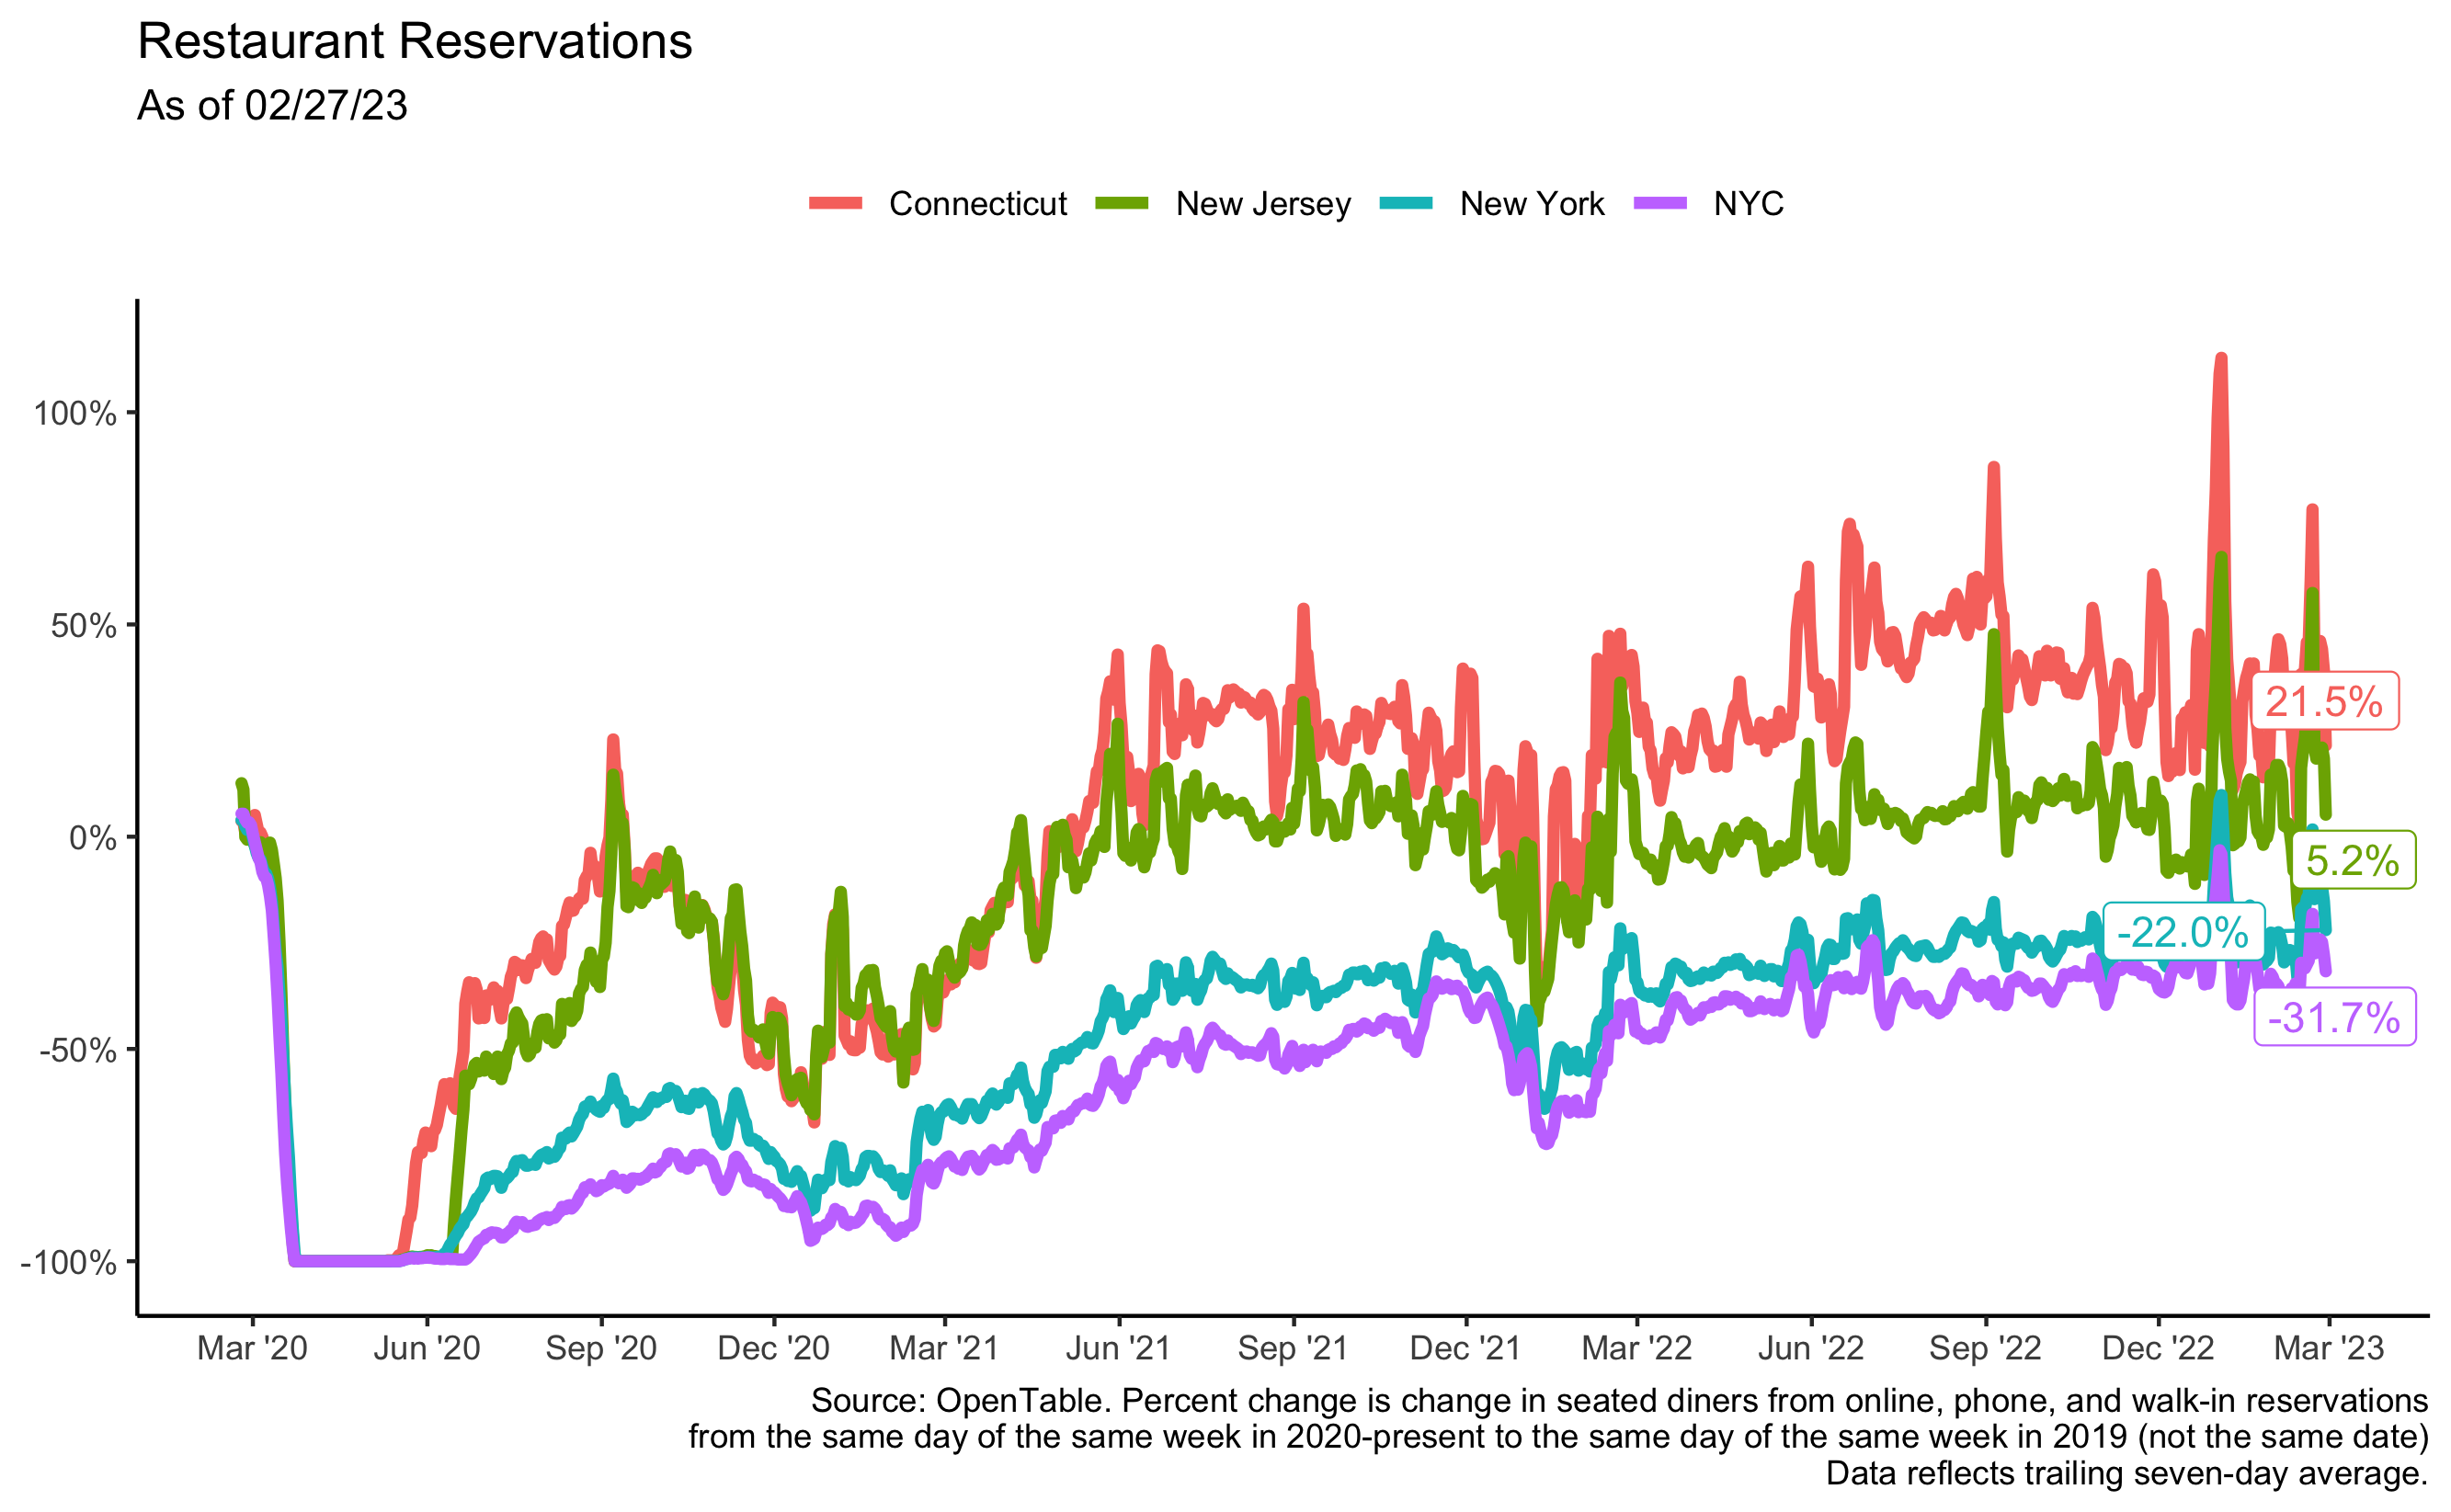 Restaurant Reservations
As of 02/27/23
Connecticut New Jersey New York NYC
100%
50%
0%
-50%
-100%
21.5%
5.2%
-22.0%
-31.7%
Mar '20 Jun '20 Sep '20 Dec '20 Mar '21 Jun '21 Sep '21 Dec '21 Mar '22 Jun '22 Sep '22 Dec '22 Mar '23
Source: OpenTable. Percent change is change in seated diners from online, phone, and walk-in reservations
from the same day of the same week in 2020-present to the same day of the same week in 2019 (not the same date)
Data reflects trailing seven-day average.